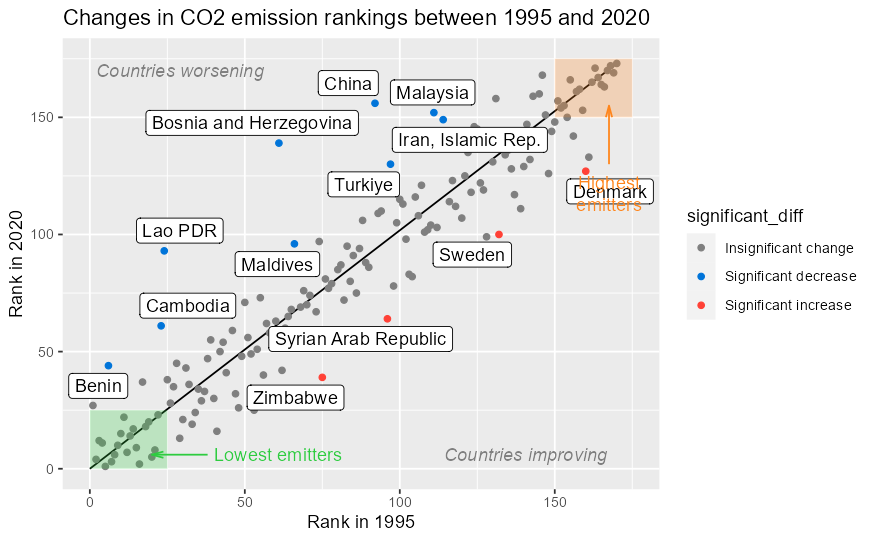 Changes in CO2 emission rankings between 1995 and 2020
Countries worsening
China
Malaysia
Bosnia and Herzegovina
Iran, Islamic Rep.
Turkiye
Highest
emitters
Denmark
Lao PDR
Maldives
Sweden
Cambodia
Syrian Arab Republic
Benin
Zimbabwe
Lowest emitters
Countries improving
150
100
50
0
0
50
100
150
Rank in 1995
Rank in 2020
significant_diff
Insignificant change
Significant decrease
Significant increase